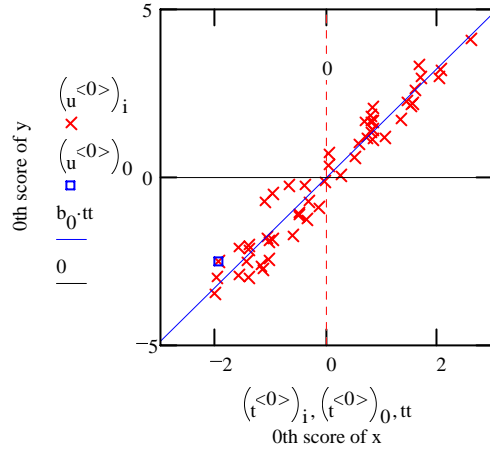 5
0
(u<0>)i
(u<0>)0
0th score of y
b0·tt
0
0
−5
−2
0
2
(t<0>)i, (t<0>)0, tt
0th score of x